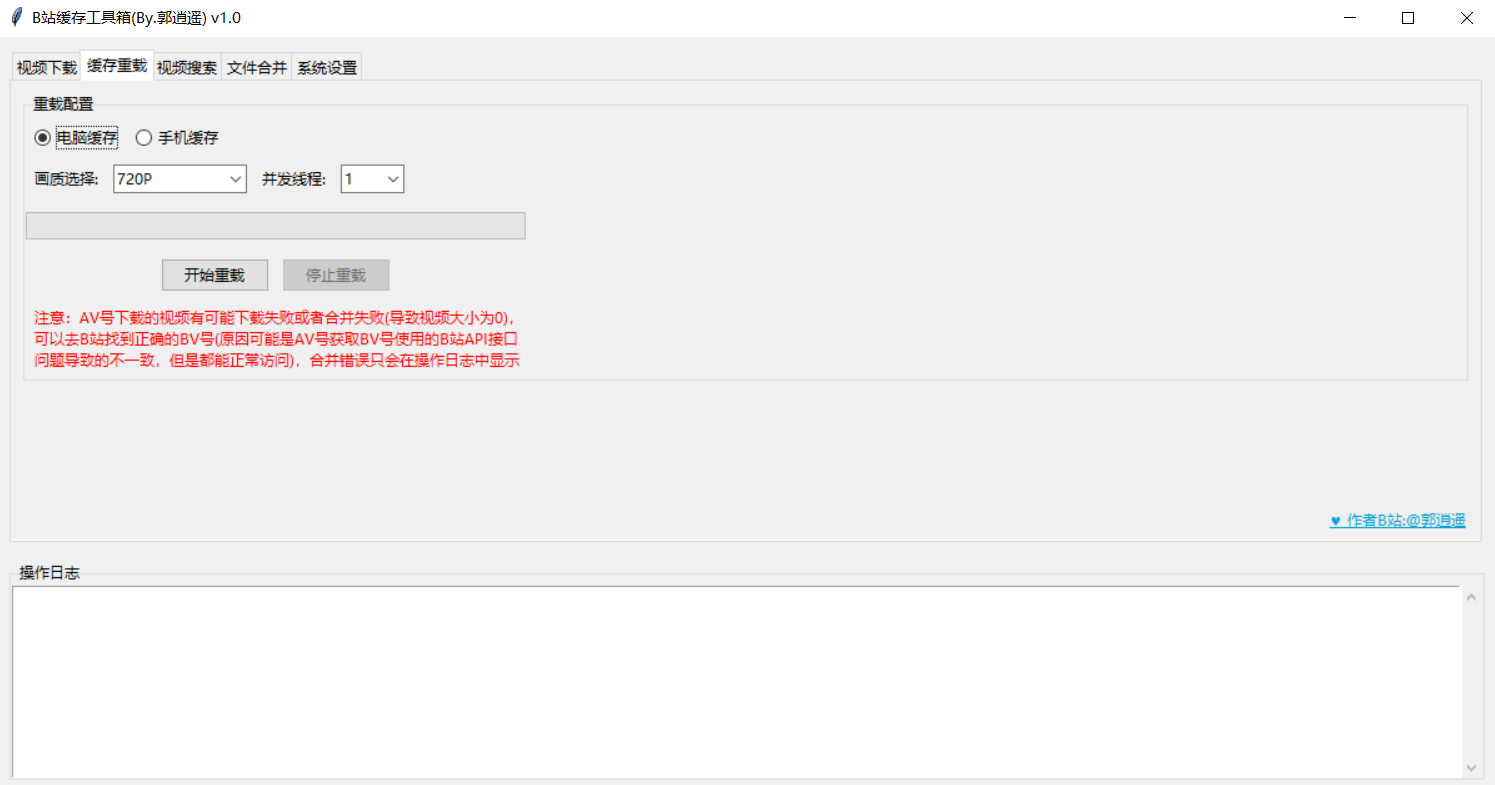 B站缓存工具箱(By.郭逍遥) v1.0
视频下载 缓存重载 视频搜索 文件合并 系统设置
重载配置
电脑缓存 手机缓存
画质选择: 720P 并发线程: 1
开始重载 停止重载
注意：AV号下载的视频有可能下载失败或者合并失败(导致视频大小为0)，
可以去B站找到正确的BV号(原因可能是AV号获取BV号使用的B站API接口
问题导致的不一致，但是都能正常访问)，合并错误只会在操作日志中显示
♥ 作者B站:@郭逍遥
操作日志